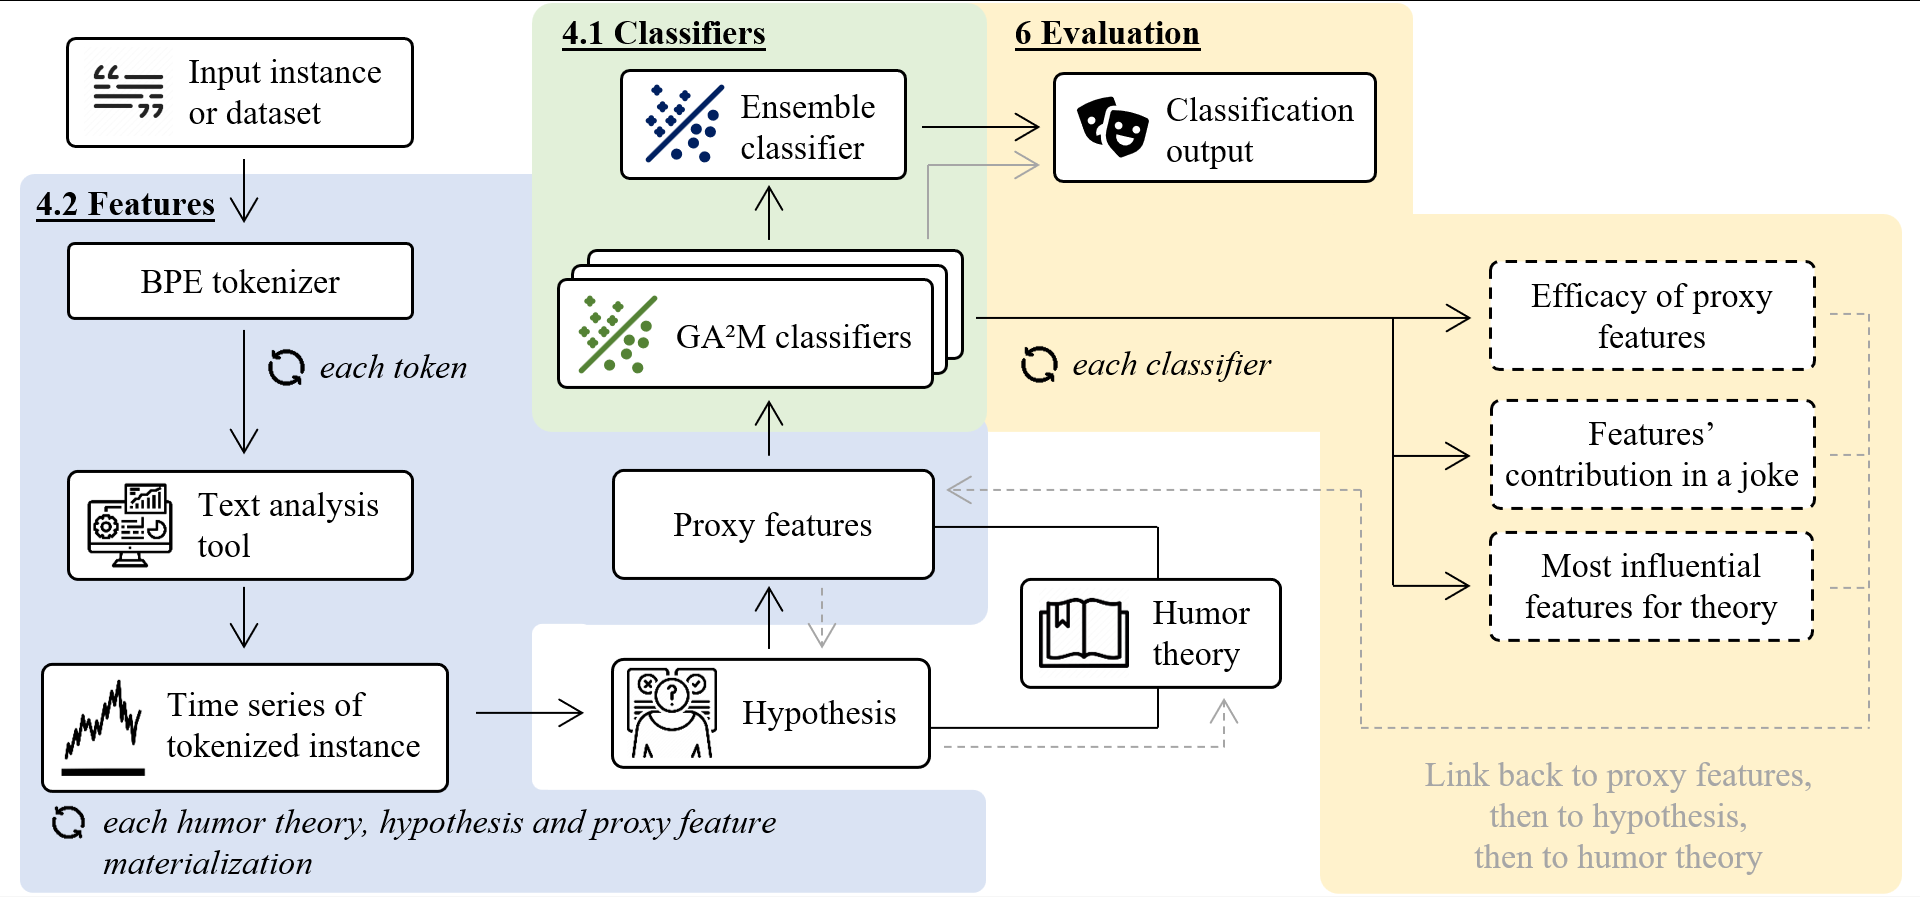 Input instance
or dataset
4.2 Features
BPE tokenizer
each token
Text analysis
tool
Time series of
tokenized instance
each humor theory, hypothesis and proxy feature
materialization
4.1 Classifiers
Ensemble
classifier
GA²M classifiers
Proxy features
Hypothesis
Humor
theory
6 Evaluation
Classification
output
each classifier
Efficacy of proxy
features
Features’
contribution in a joke
Most influential
features for theory
Link back to proxy features,
then to hypothesis,
then to humor theory